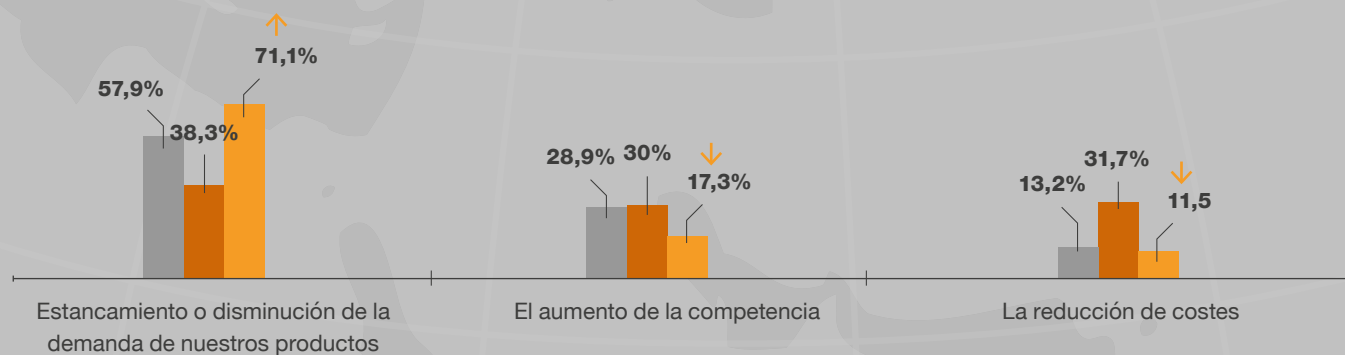 57,9%
38,3%
71,1%
28,9%
30%
17,3%
13,2%
31,7%
11,5
Estancamiento o disminución de la
demanda de nuestros productos
El aumento de la competencia
La reducción de costes